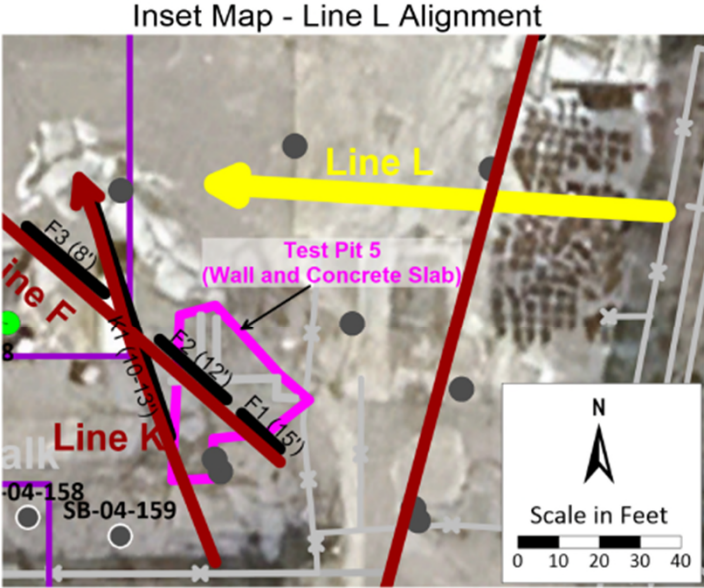 Inset Map - Line L Alignment
Line L
Test Pit 5
(Wall and Concrete Slab)
F3 (8')
ine F
8
K1 (10-13')
F2 (12')
F1 (15')
Line K
alk
-04-158
SB-04-159
N
Scale in Feet
0 10 20 30 40